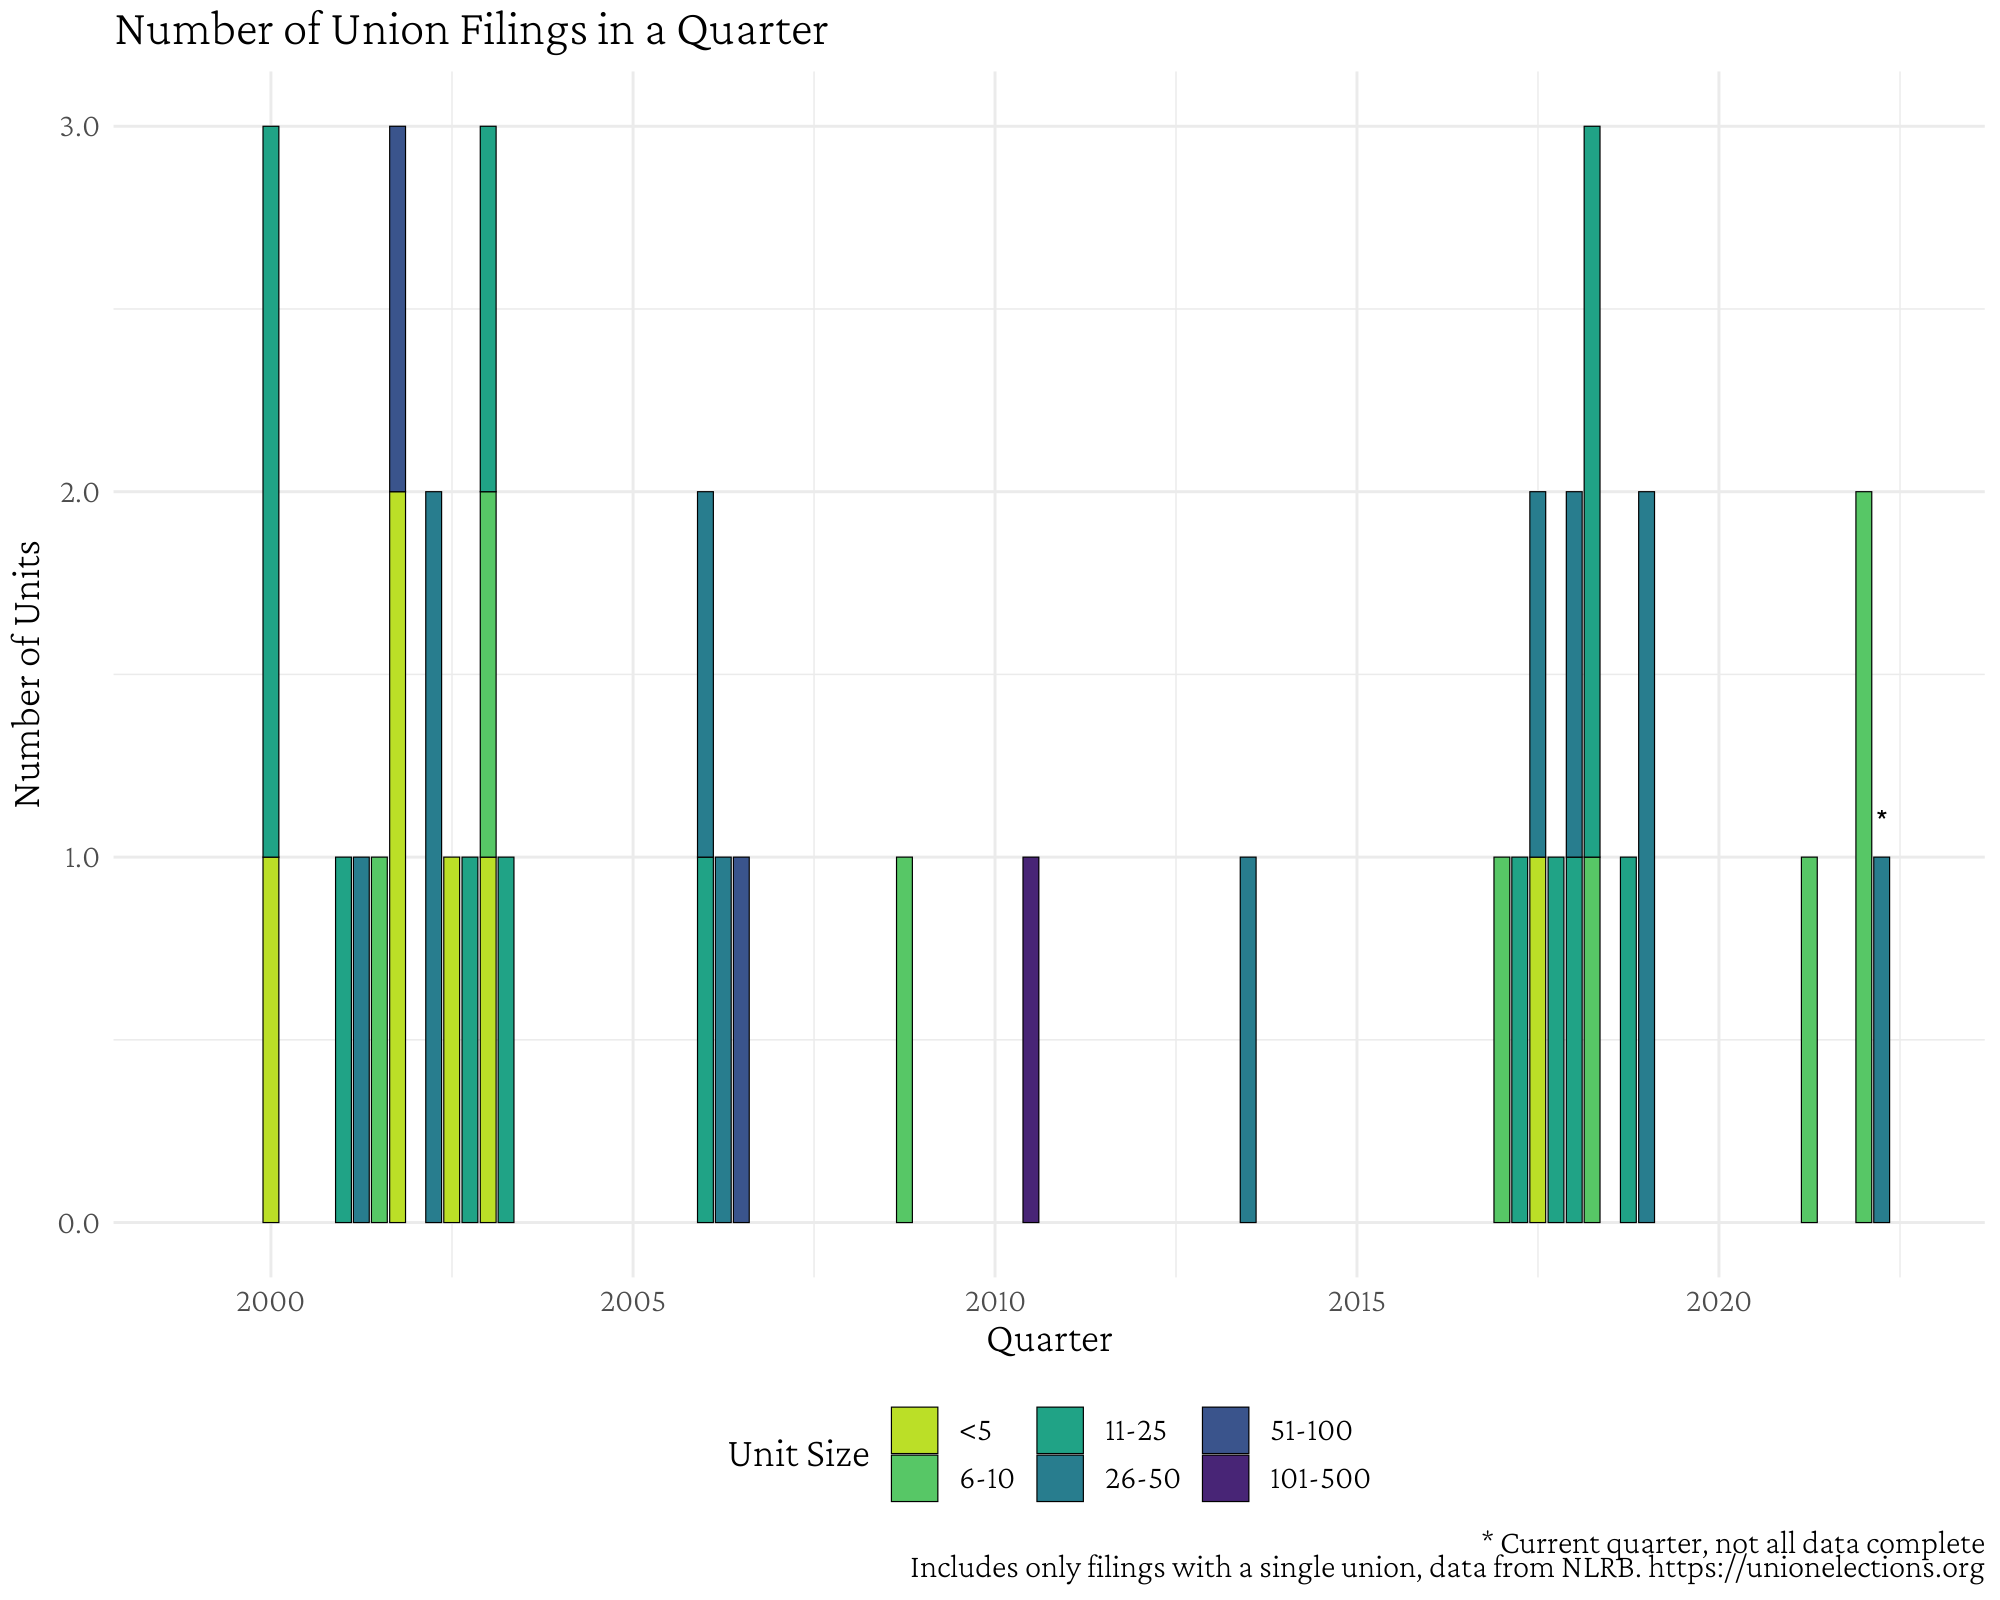 Number of Union Filings in a Quarter
Number of Units
3.0
2.0
1.0
0.0
*
2000 2005 2010 2015 2020
Quarter
Unit Size
<5 11-25 51-100
6-10 26-50 101-500
* Current quarter, not all data complete
Includes only filings with a single union, data from NLRB. https://unionelections.org